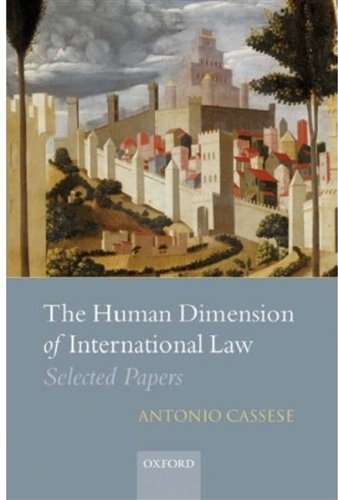 The Human Dimension
of International Law
Selected Papers
ANTONIO CASSESE
OXFORD